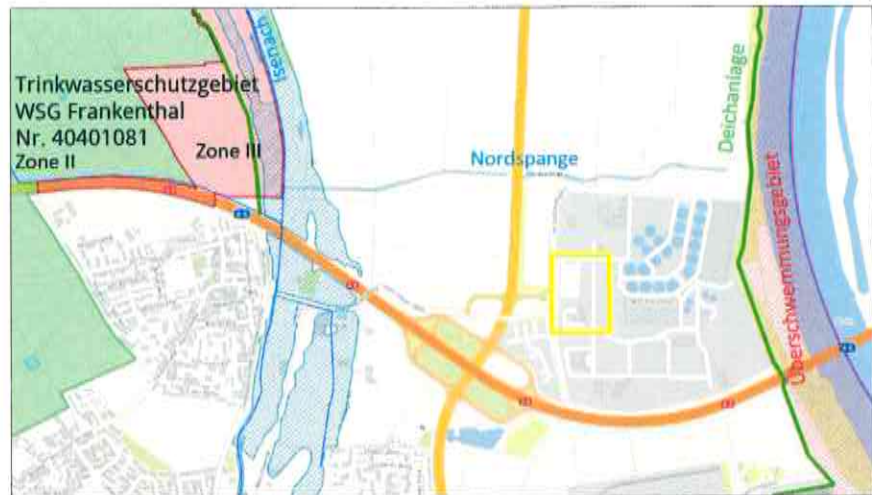 Trinkwasserschutzgebiet
WSG Frankenthal
Nr. 40401081
Zone II
Zone III
Isenach
Nordspange
Deichanlage
Überschwemmungsgebiet